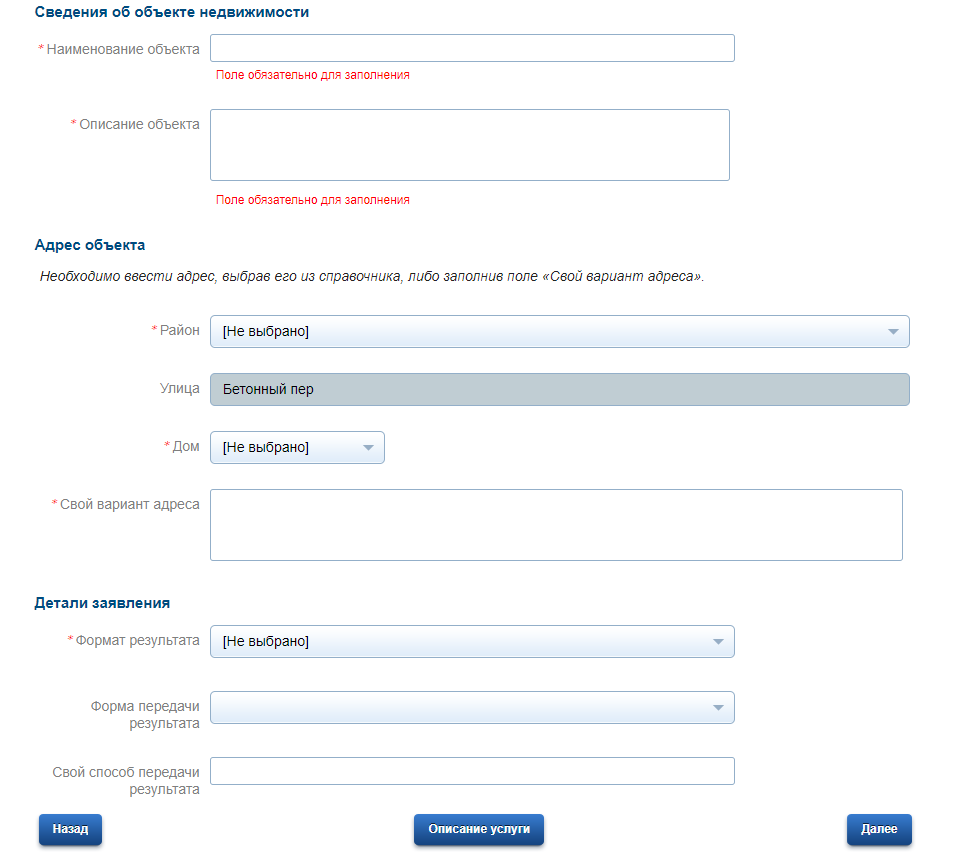 Сведения об объекте недвижимости
* Наименование объекта
Поле обязательно для заполнения
* Описание объекта
Поле обязательно для заполнения
Адрес объекта
Необходимо ввести адрес, выбрав его из справочника, либо заполнив поле «Свой вариант адреса».
* Район [Не выбрано]
Улица Бетонный пер
* Дом [Не выбрано]
* Свой вариант адреса
Детали заявления
* Формат результата [Не выбрано]
Форма передачи
результата
Свой способ передачи
результата
Назад Описание услуги Далее